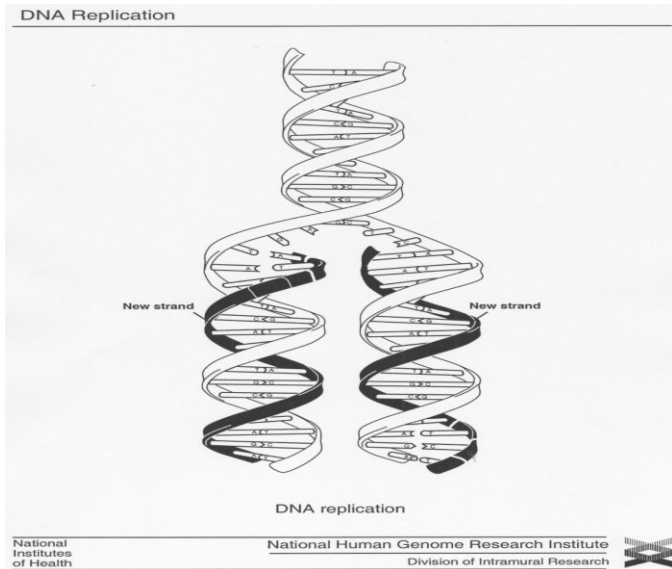 DNA Replication
T A
T A
C G
A T
T A
G C
C G
G C
C
A
A T
New strand
New strand
T A
C G
A T
T A
C G
A T
T A
G C
C G
T A
G C
C G
A T
G C
A T
A T
G C
DNA replication
National
Institutes
of Health
National Human Genome Research Institute
Division of Intramural Research